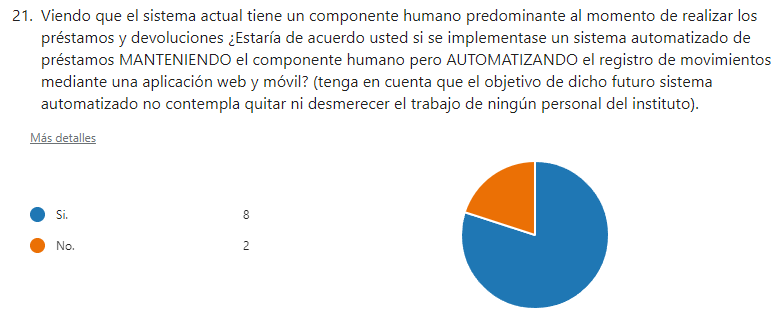 21. Viendo que el sistema actual tiene un componente humano predominante al momento de realizar los
préstamos y devoluciones ¿Estaría de acuerdo usted si se implementase un sistema automatizado de
préstamos MANTENIENDO el componente humano pero AUTOMATIZANDO el registro de movimientos
mediante una aplicación web y móvil? (tenga en cuenta que el objetivo de dicho futuro sistema
automatizado no contempla quitar ni desmerecer el trabajo de ningún personal del instituto).
Más detalles
Si. 8
No. 2